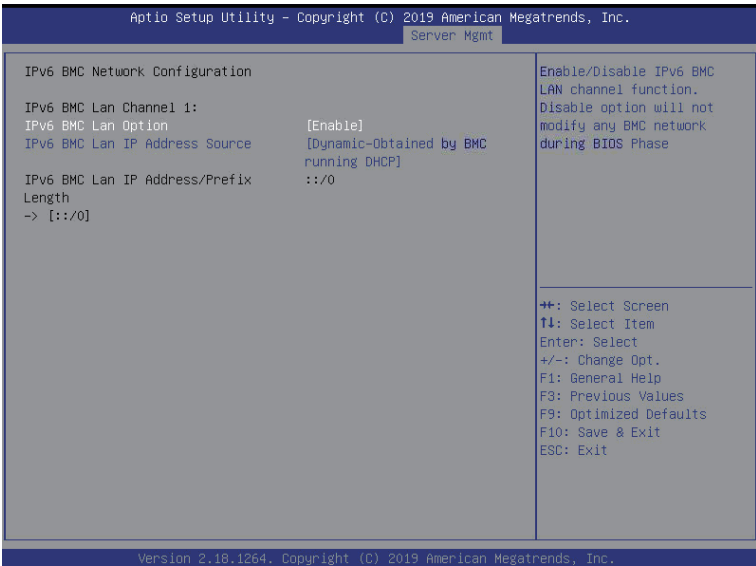 Aptio Setup Utility – Copyright (C) 2019 American Megatrends, Inc.
Server Mgmt
IPv6 BMC Network Configuration
IPv6 BMC Lan Channel 1:
IPv6 BMC Lan Option [Enable]
IPv6 BMC Lan IP Address Source [Dynamic-Obtained by BMC
running DHCP]
IPv6 BMC Lan IP Address/Prefix ::/0
Length
-> [::/0]
Enable/Disable IPv6 BMC
LAN channel function.
Disable option will not
modify any BMC network
during BIOS Phase
→←: Select Screen
↑↓: Select Item
Enter: Select
+/-: Change Opt.
F1: General Help
F3: Previous Values
F9: Optimized Defaults
F10: Save & Exit
ESC: Exit
Version 2.18.1264. Copyright (C) 2019 American Megatrends, Inc.